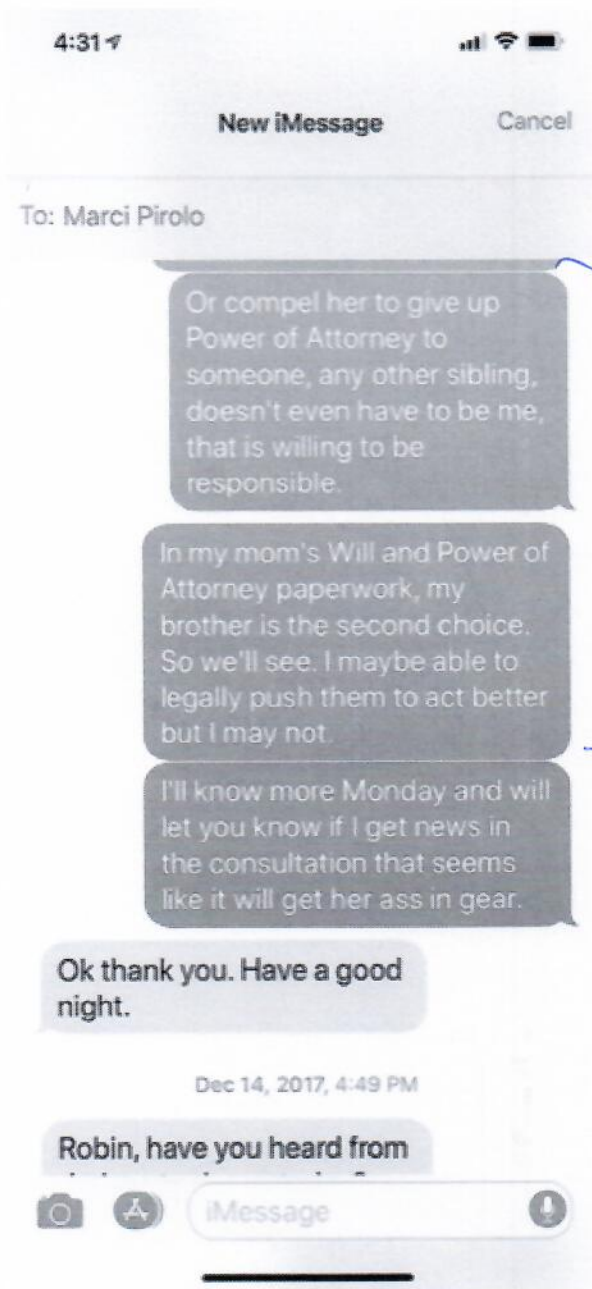 4:31
New iMessage
Cancel
To: Marci Pirolo
Or compel her to give up
Power of Attorney to
someone, any other sibling,
doesn't even have to be me,
that is willing to be
responsible.
In my mom's Will and Power of
Attorney paperwork, my
brother is the second choice.
So we'll see. I maybe able to
legally push them to act better
but I may not.
I'll know more Monday and will
let you know if I get news in
the consultation that seems
like it will get her ass in gear.
Ok thank you. Have a good
night.
Dec 14, 2017, 4:49 PM
Robin, have you heard from
iMessage